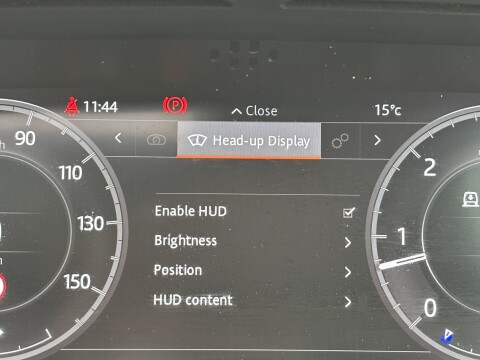 11:44 P Close 15°c
90 Head-up Display
110 2
130 Enable HUD 1
Brightness
150 Position 0
HUD content